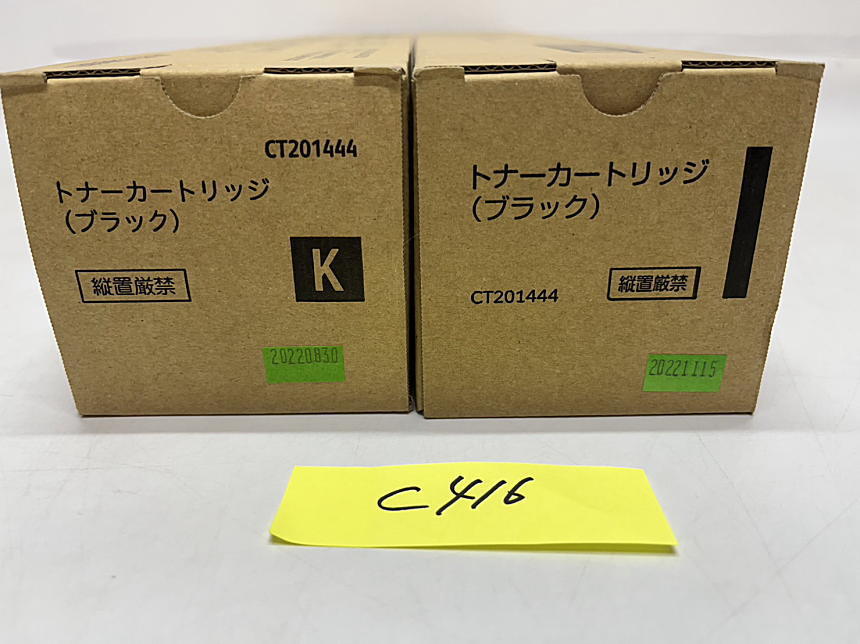 CT201444
トナーカートリッジ
(ブラック)
K
縦置厳禁
20220830
トナーカートリッジ
(ブラック)
CT201444
縦置厳禁
20221115
C416